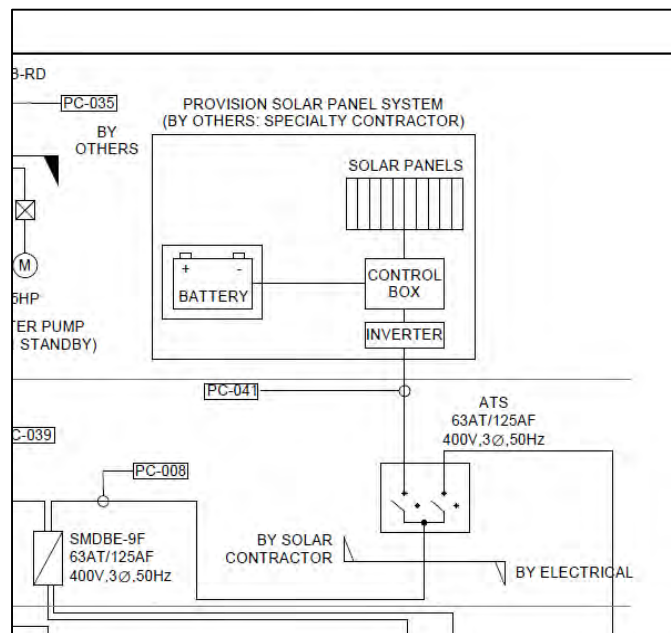 3-RD
PC-035
BY
OTHERS
PROVISION SOLAR PANEL SYSTEM
(BY OTHERS: SPECIALTY CONTRACTOR)
SOLAR PANELS
+ -
BATTERY
CONTROL
BOX
INVERTER
M
5HP
TER PUMP
STANDBY)
PC-041
ATS
63AT/125AF
400V,3Ø,50Hz
C-039
PC-008
SMDBE-9F
63AT/125AF
400V,3Ø,50Hz
BY SOLAR
CONTRACTOR
BY ELECTRICAL